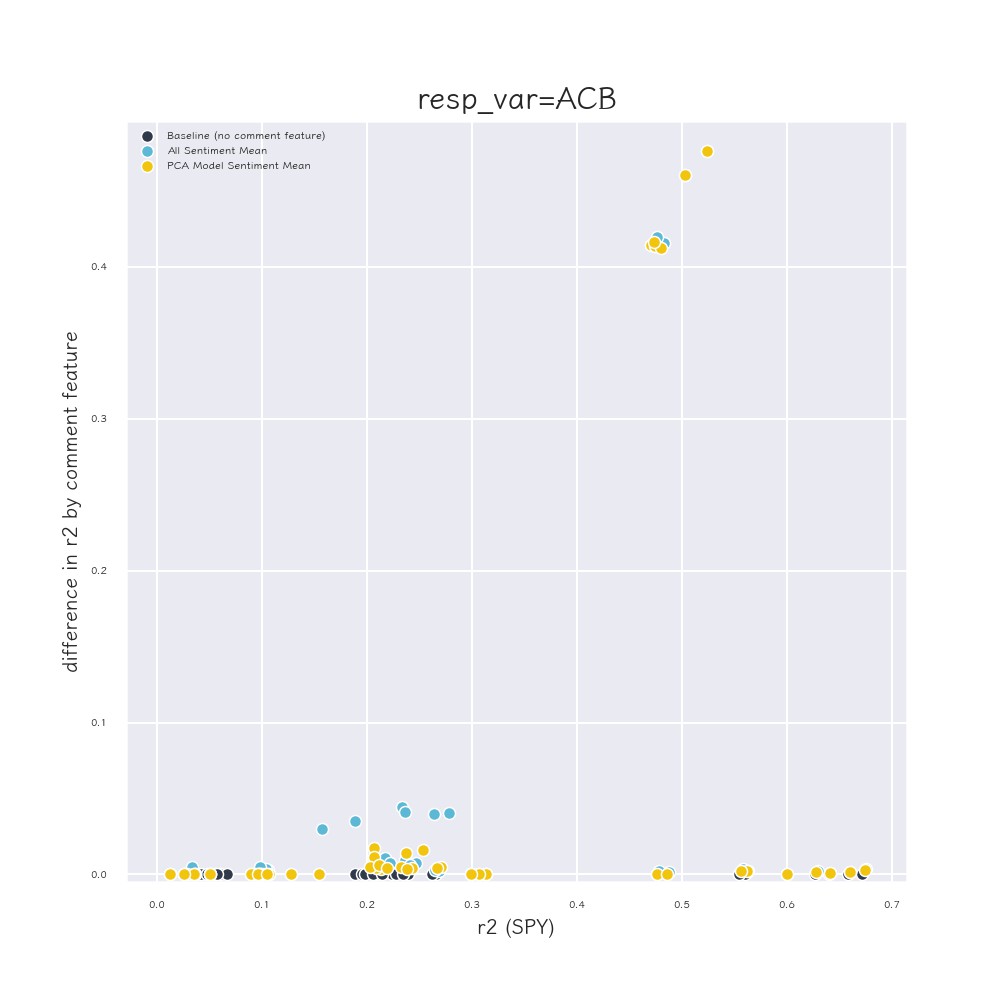 resp_var=ACB
Baseline (no comment feature)
All Sentiment Mean
PCA Model Sentiment Mean
difference in r2 by comment feature
0.4
0.3
0.2
0.1
0.0
0.0 0.1 0.2 0.3 0.4 0.5 0.6 0.7
r2 (SPY)